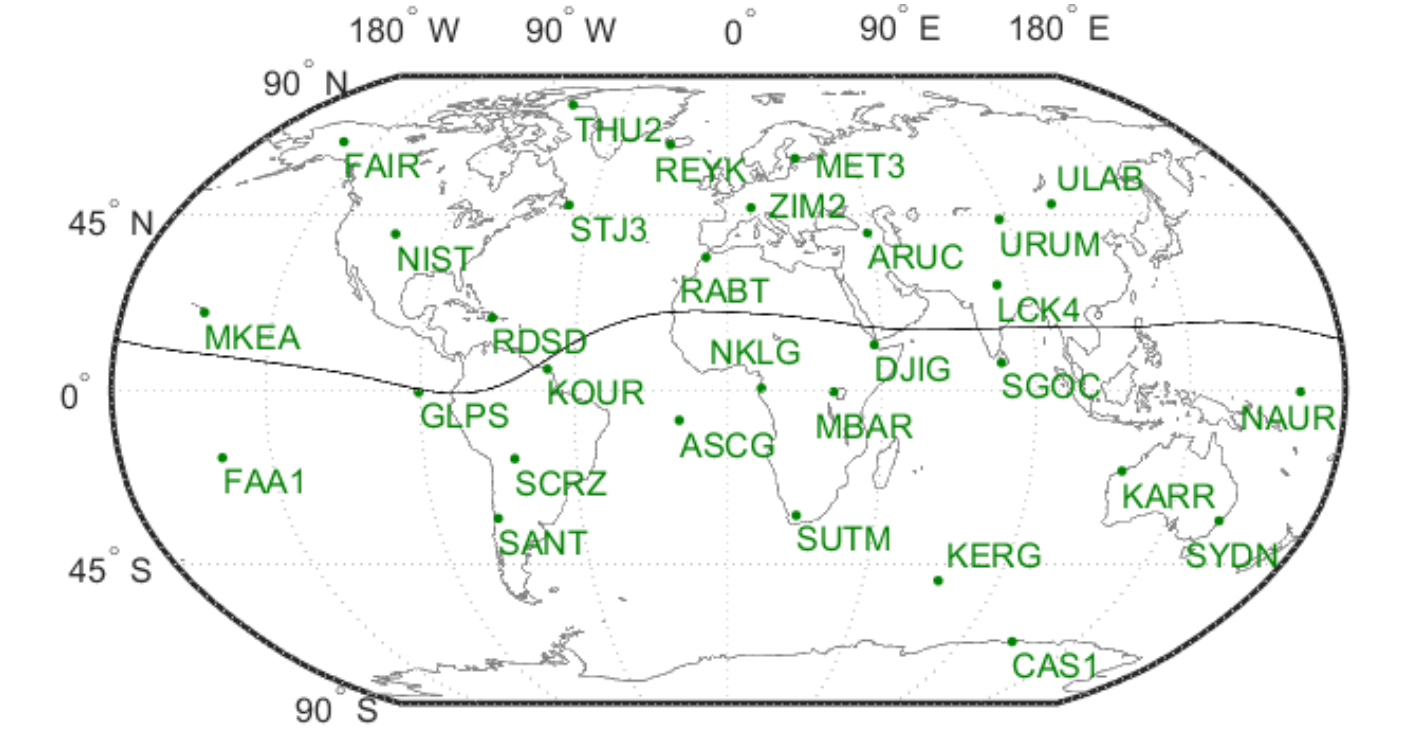 180° W 90° W 0° 90° E 180° E
90° N
THU2
FAIR
REYK
MET3
ULAB
ZIM2
45° N
STJ3
NIST
ARUC
URUM
RABT
LCK4
MKEA
RDSD
NKLG
DJIG
SGOC
0°
KOUR
GLPS
MBAR
NAUR
ASCG
FAA1
SCRZ
KARR
SANT
SUTM
KERG
SYDN
45° S
CAS1
90° S